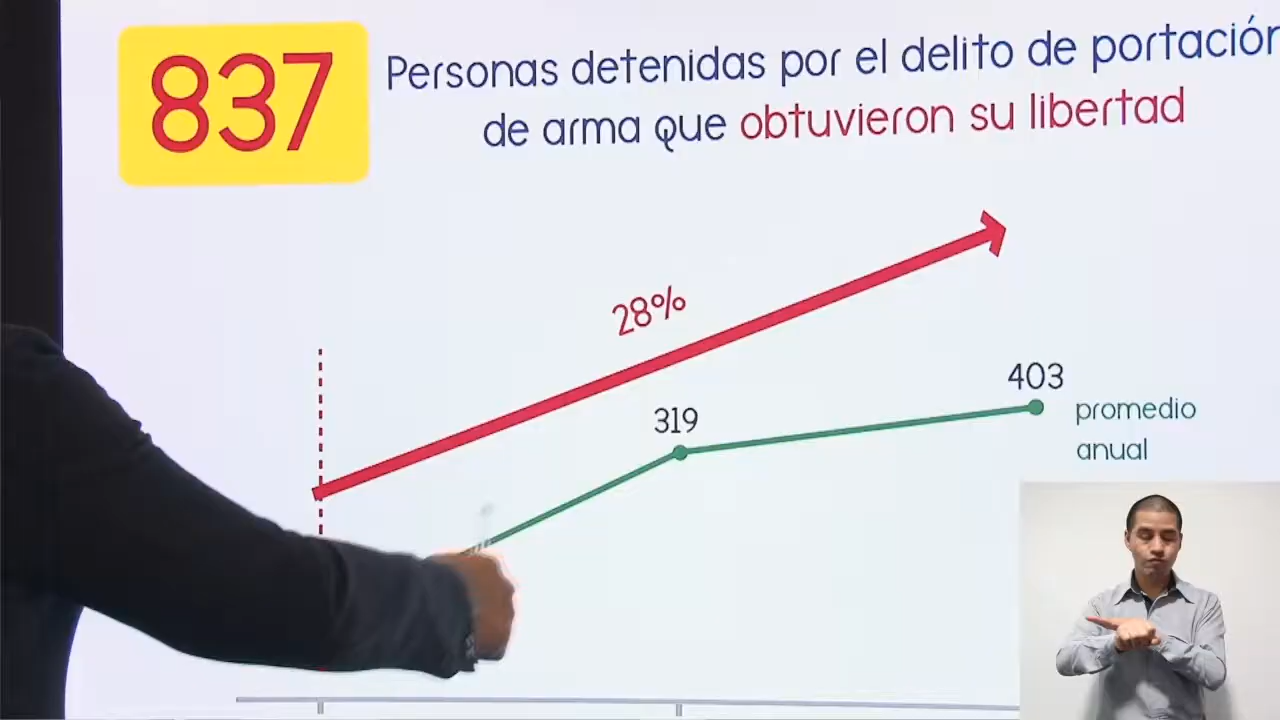 837
Personas detenidas por el delito de portación
de arma que obtuvieron su libertad
28%
319
403
promedio
anual